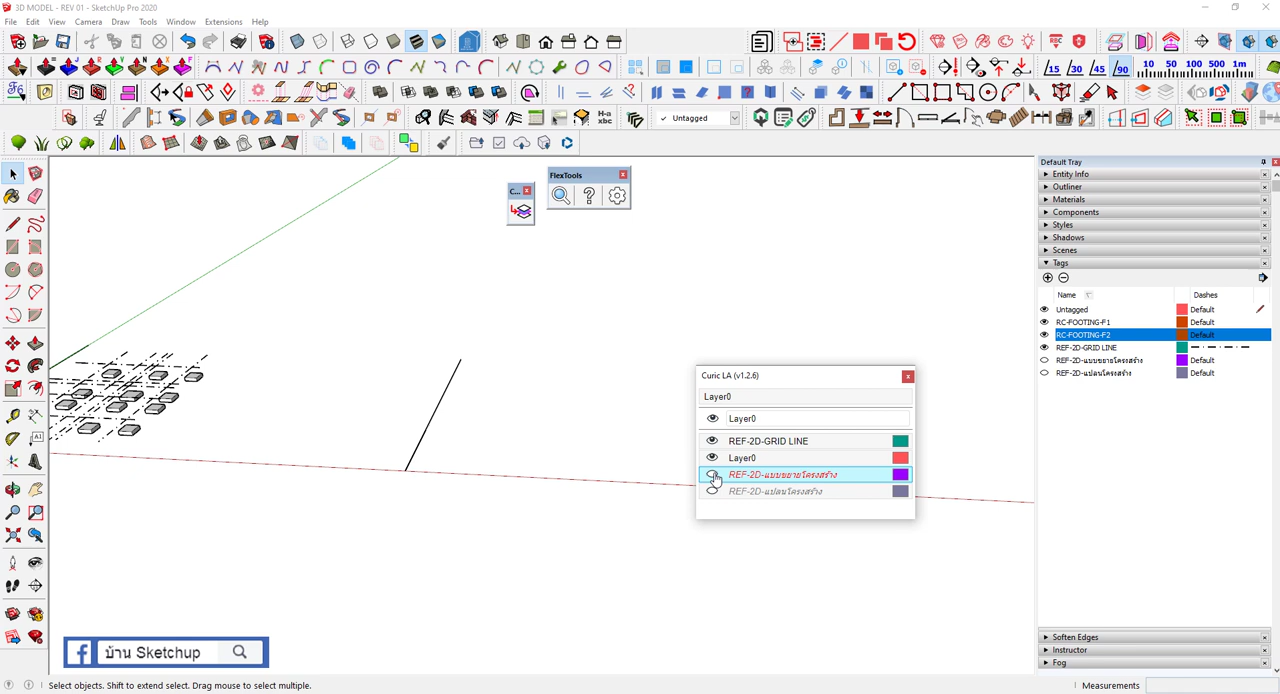 3D MODEL - REV 01 - SketchUp Pro 2020
File Edit View Camera Draw Tools Window Extensions Help
15 30 45 90 10 50 100 500 1m
H-a
xbc
Untagged
FlexTools
C...
Default Tray
Entity Info
Outliner
Materials
Components
Styles
Shadows
Scenes
Tags
Name Dashes
Untagged Default
RC-FOOTING-F1 Default
RC-FOOTING-F2 Default
REF-2D-GRID LINE
REF-2D-แบบขยายโครงสร้าง Default
REF-2D-แปลนโครงสร้าง Default
Curic LA (v1.2.6)
Layer0
Layer0
REF-2D-GRID LINE
Layer0
REF-2D-แบบขยายโครงสร้าง
REF-2D-แปลนโครงสร้าง
Soften Edges
Instructor
Fog
f บ้าน Sketchup
Select objects. Shift to extend select. Drag mouse to select multiple.
Measurements